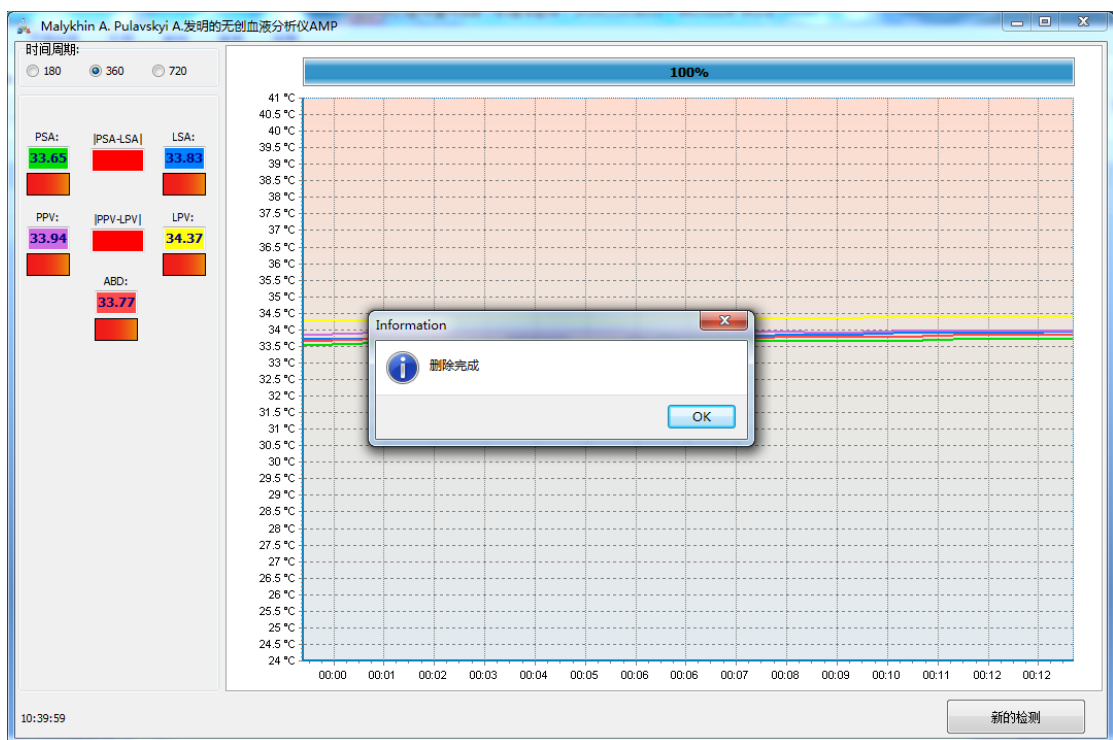 Malykhin A. Pulavskyi A.发明的无创血液分析仪AMP
时间周期:
180 360 720
100%
PSA: |PSA-LSA| LSA:
33.65 33.83
PPV: |PPV-LPV| LPV:
33.94 34.37
ABD:
33.77
41 °C
40.5 °C
40 °C
39.5 °C
39 °C
38.5 °C
38 °C
37.5 °C
37 °C
36.5 °C
36 °C
35.5 °C
35 °C
34.5 °C
34 °C
33.5 °C
33 °C
32.5 °C
32 °C
31.5 °C
31 °C
30.5 °C
30 °C
29.5 °C
29 °C
28.5 °C
28 °C
27.5 °C
27 °C
26.5 °C
26 °C
25.5 °C
25 °C
24.5 °C
24 °C
00:00 00:01 00:02 00:03 00:04 00:05 00:06 00:06 00:07 00:08 00:09 00:10 00:11 00:12 00:12
Information
删除完成
OK
10:39:59
新的检测